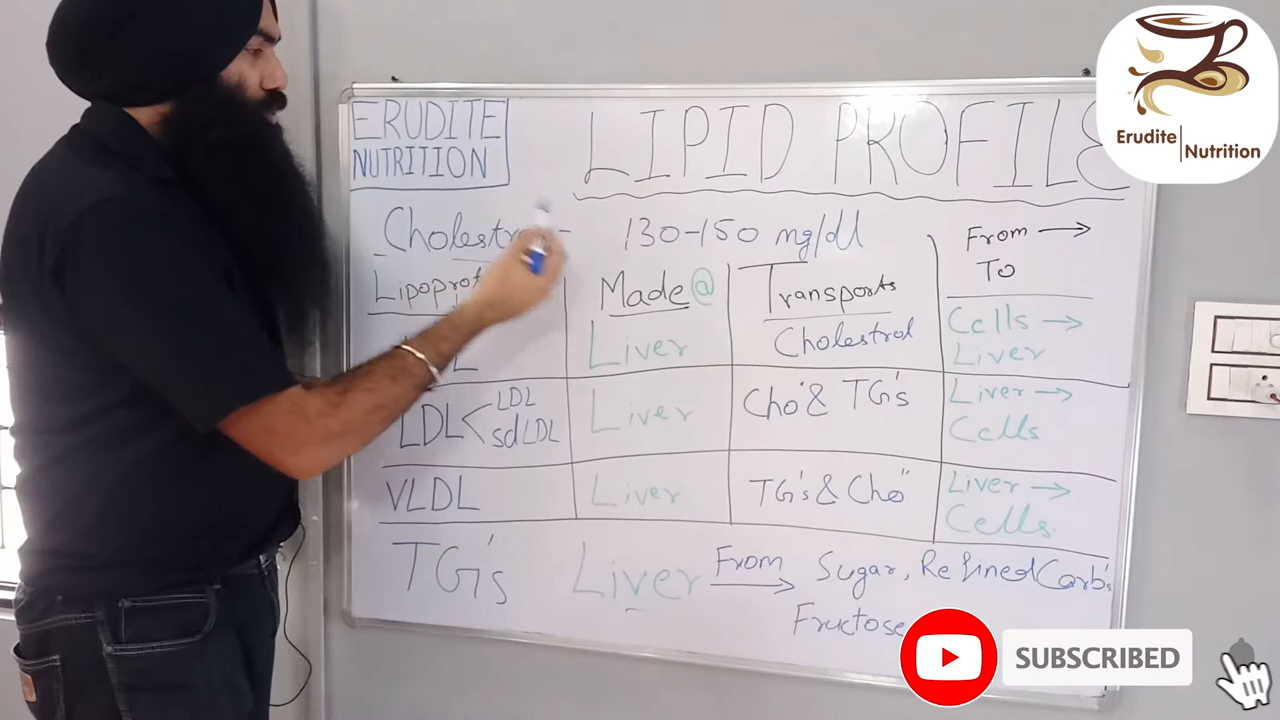 ERUDITE
NUTRITION
LIPID PROFILE
Erudite
Nutrition
130-150 mg/dl
From →
To
Made @
Transports
Liver
Cholestrol
Cells →
Liver
LDL < LDL
sdLDL
Liver
Cho & TG's
Liver →
Cells
VLDL
Liver
TG's & Cho"
Liver →
Cells
TG's
Liver
From
→
Sugar, Refined Carb's
Fructose
SUBSCRIBED